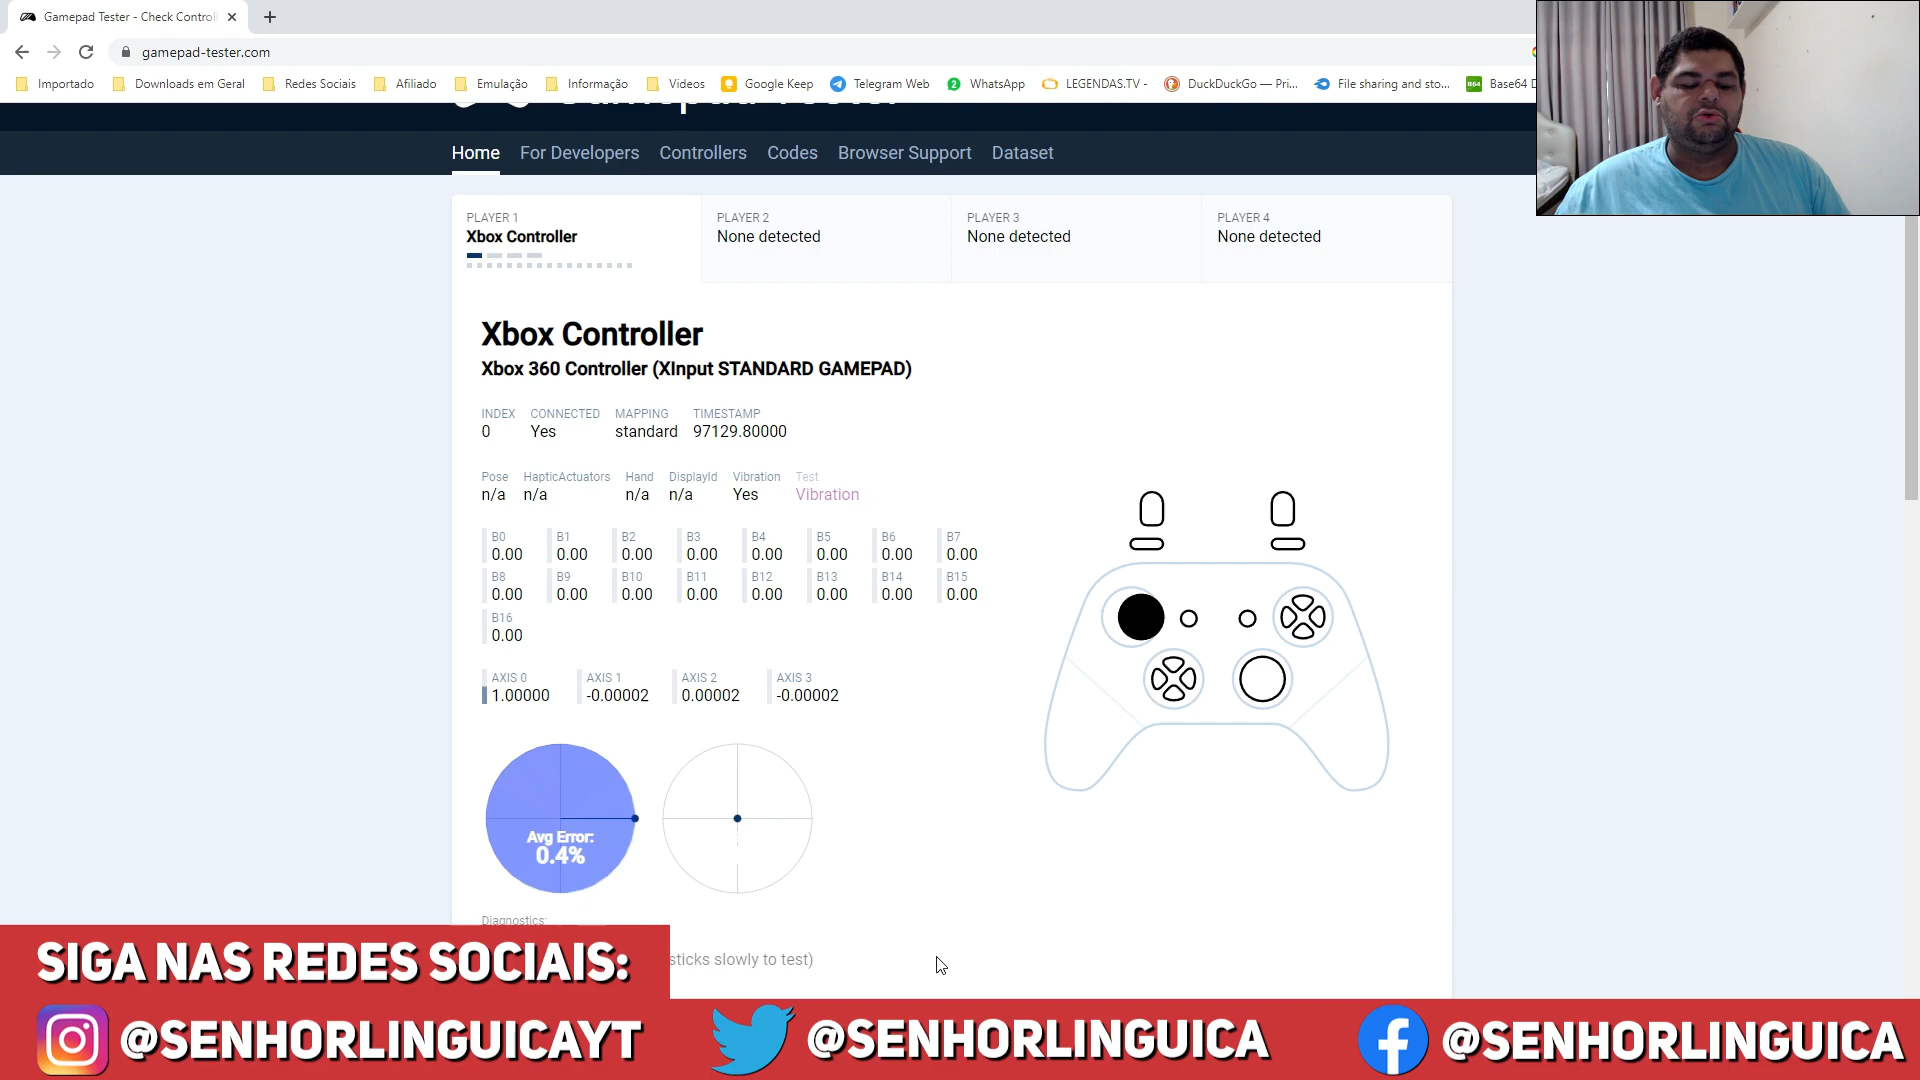 Gamepad Tester - Check Controll
gamepad-tester.com
Importado
Downloads em Geral
Redes Sociais
Afiliado
Emulação
Informação
Videos
Google Keep
Telegram Web
2
WhatsApp
LEGENDAS.TV -
DuckDuckGo — Pri...
File sharing and sto...
B64
Base64 D
Gamepad Tester
Home
For Developers
Controllers
Codes
Browser Support
Dataset
PLAYER 1
Xbox Controller
PLAYER 2
None detected
PLAYER 3
None detected
PLAYER 4
None detected
Xbox Controller
Xbox 360 Controller (XInput STANDARD GAMEPAD)
INDEX CONNECTED MAPPING TIMESTAMP
0 Yes standard 97129.80000
Pose HapticActuators Hand DisplayId Vibration Test
n/a n/a n/a n/a Yes Vibration
B0 B1 B2 B3 B4 B5 B6 B7
0.00 0.00 0.00 0.00 0.00 0.00 0.00 0.00
B8 B9 B10 B11 B12 B13 B14 B15
0.00 0.00 0.00 0.00 0.00 0.00 0.00 0.00
B16
0.00
AXIS 0 AXIS 1 AXIS 2 AXIS 3
1.00000 -0.00002 0.00002 -0.00002
Avg Error:
0.4%
Diagnostics:
sticks slowly to test)
SIGA NAS REDES SOCIAIS:
@SENHORLINGUICAYT
@SENHORLINGUICA
@SENHORLINGUICA